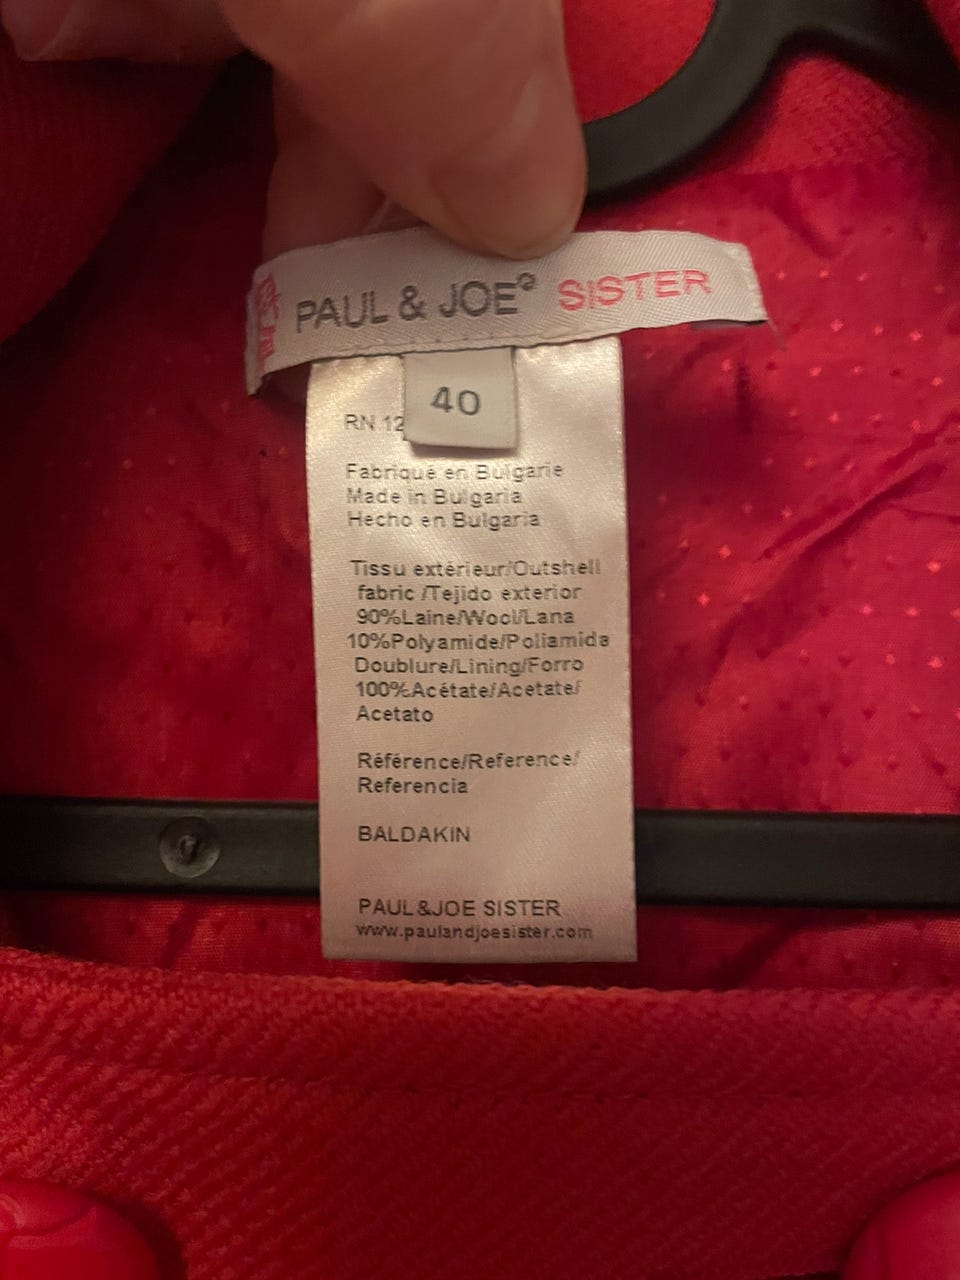 PAUL & JOE® SISTER
40
RN 12
Fabriqué en Bulgarie
Made in Bulgaria
Hecho en Bulgaria
Tissu extérieur/Outshell
fabric /Tejido exterior
90%Laine/Wool/Lana
10%Polyamide/Poliamida
Doublure/Lining/Forro
100%Acétate/Acetate/
Acetato
Référence/Reference/
Referencia
BALDAKIN
PAUL&JOE SISTER
www.paulandjoesister.com